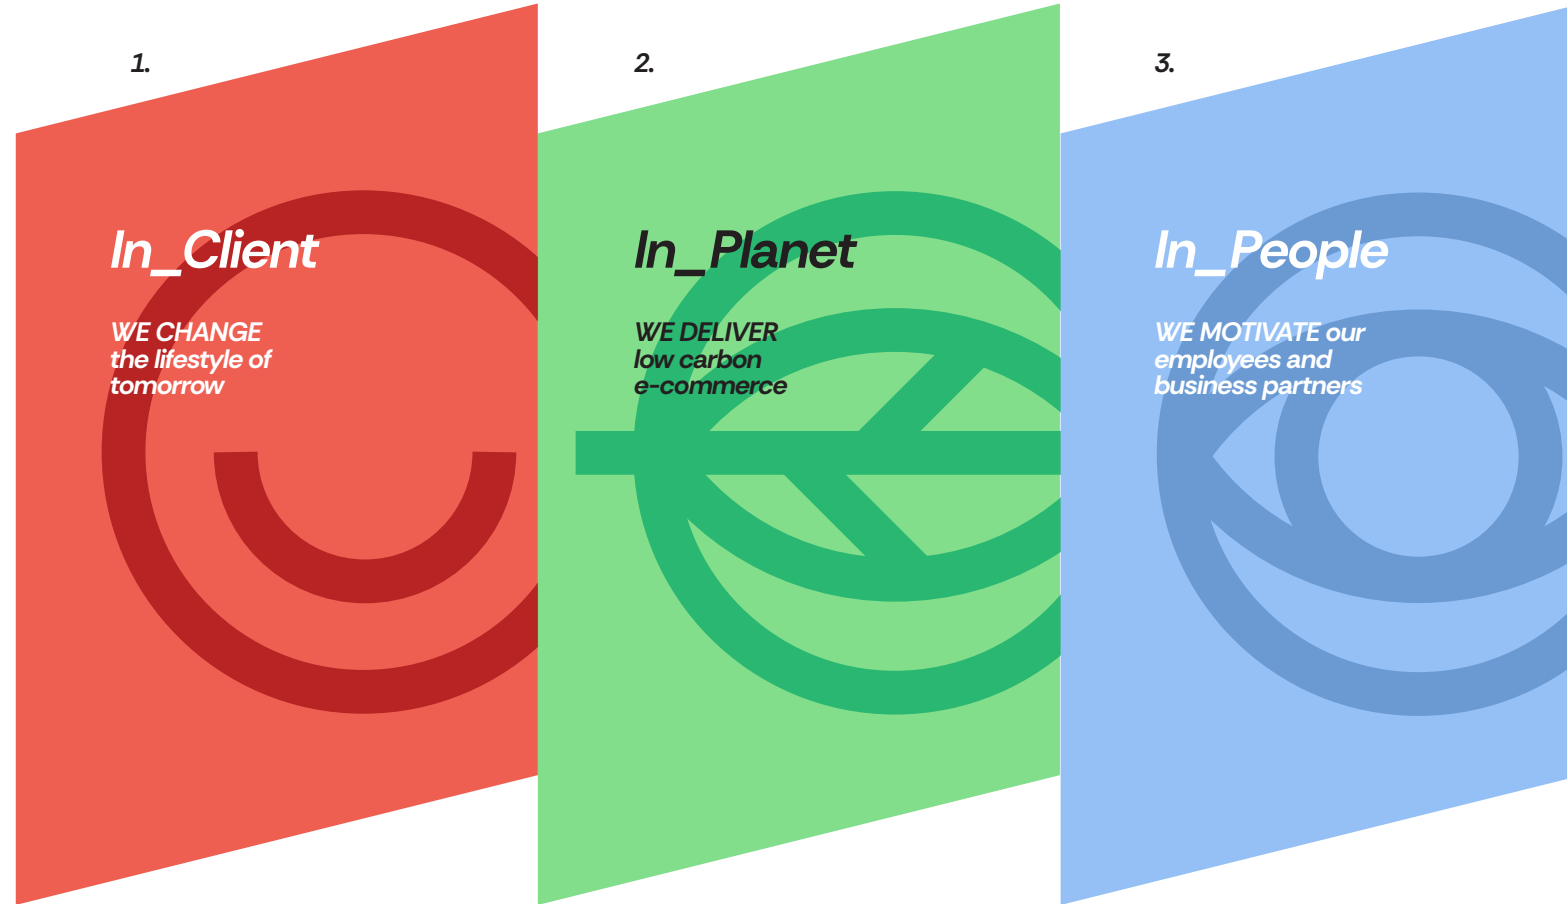 1.
In_Client
WE CHANGE
the lifestyle of
tomorrow
2.
In_Planet
WE DELIVER
low carbon
e-commerce
3.
In_People
WE MOTIVATE our
employees and
business partners